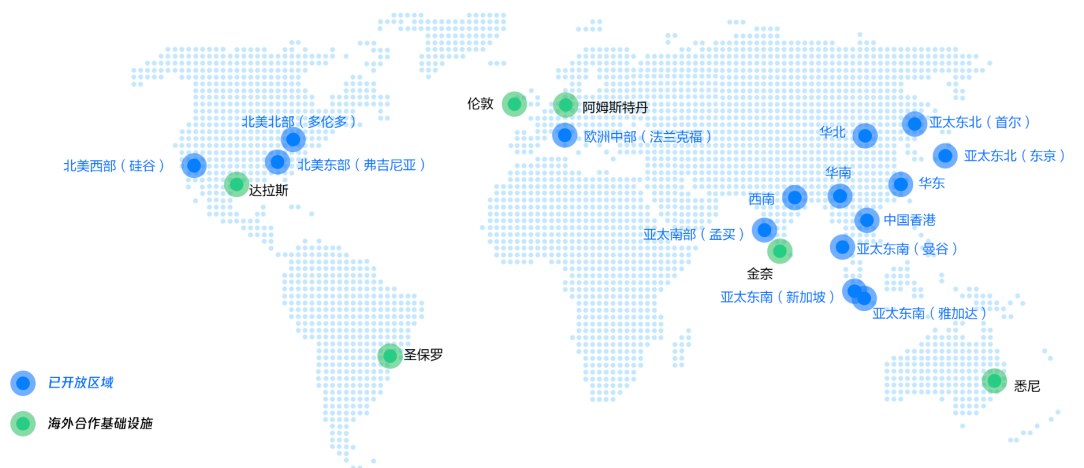 伦敦
阿姆斯特丹
北美北部（多伦多）
亚太东北（首尔）
华北
欧洲中部（法兰克福）
亚太东北（东京）
北美西部（硅谷）
北美东部（弗吉尼亚）
华南
华东
达拉斯
西南
中国香港
亚太南部（孟买）
亚太东南（曼谷）
金奈
亚太东南（新加坡）
亚太东南（雅加达）
圣保罗
已开放区域
悉尼
海外合作基础设施